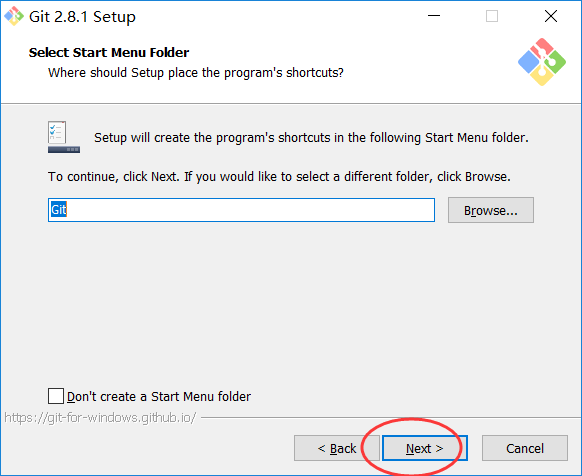 Git 2.8.1 Setup
Select Start Menu Folder
Where should Setup place the program's shortcuts?
Setup will create the program's shortcuts in the following Start Menu folder.
To continue, click Next. If you would like to select a different folder, click Browse.
Git
Browse...
Don't create a Start Menu folder
https://git-for-windows.github.io/
< Back
Next >
Cancel